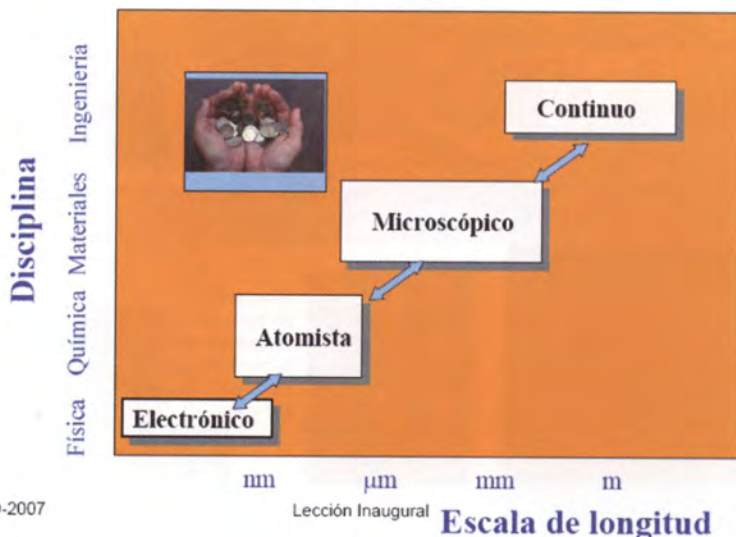 Disciplina
Física Química Materiales Ingeniería
Continuo
Microscópico
Atomista
Electrónico
nm μm mm m
-2007
Lección Inaugural
Escala de longitud